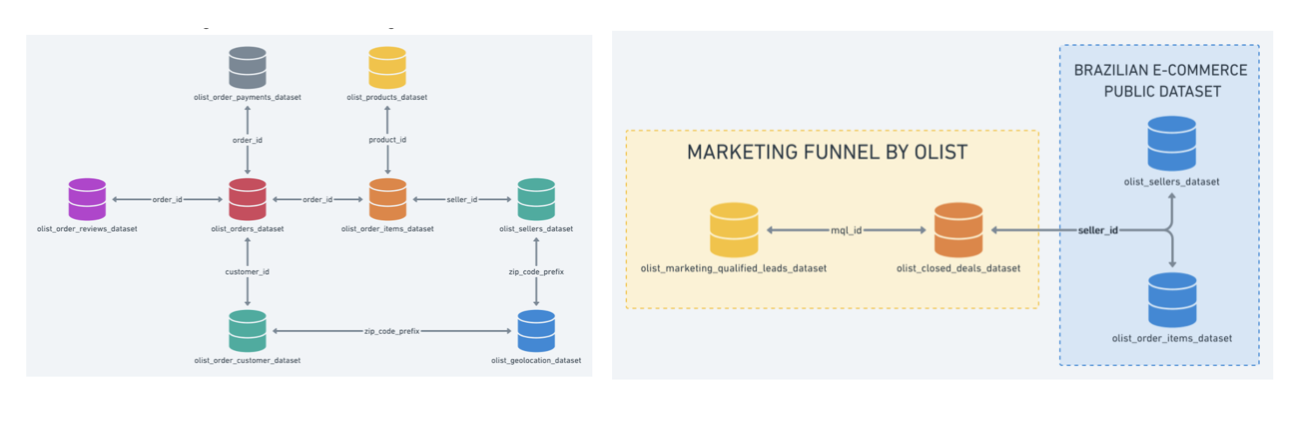 olist_order_payments_dataset
olist_products_dataset
order_id
product_id
order_id
order_id
seller_id
olist_order_reviews_dataset
olist_orders_dataset
olist_order_items_dataset
olist_sellers_dataset
customer_id
zip_code_prefix
zip_code_prefix
olist_order_customer_dataset
olist_geolocation_dataset
MARKETING FUNNEL BY OLIST
mql_id
olist_marketing_qualified_leads_dataset
olist_closed_deals_dataset
seller_id
BRAZILIAN E-COMMERCE
PUBLIC DATASET
olist_sellers_dataset
olist_order_items_dataset